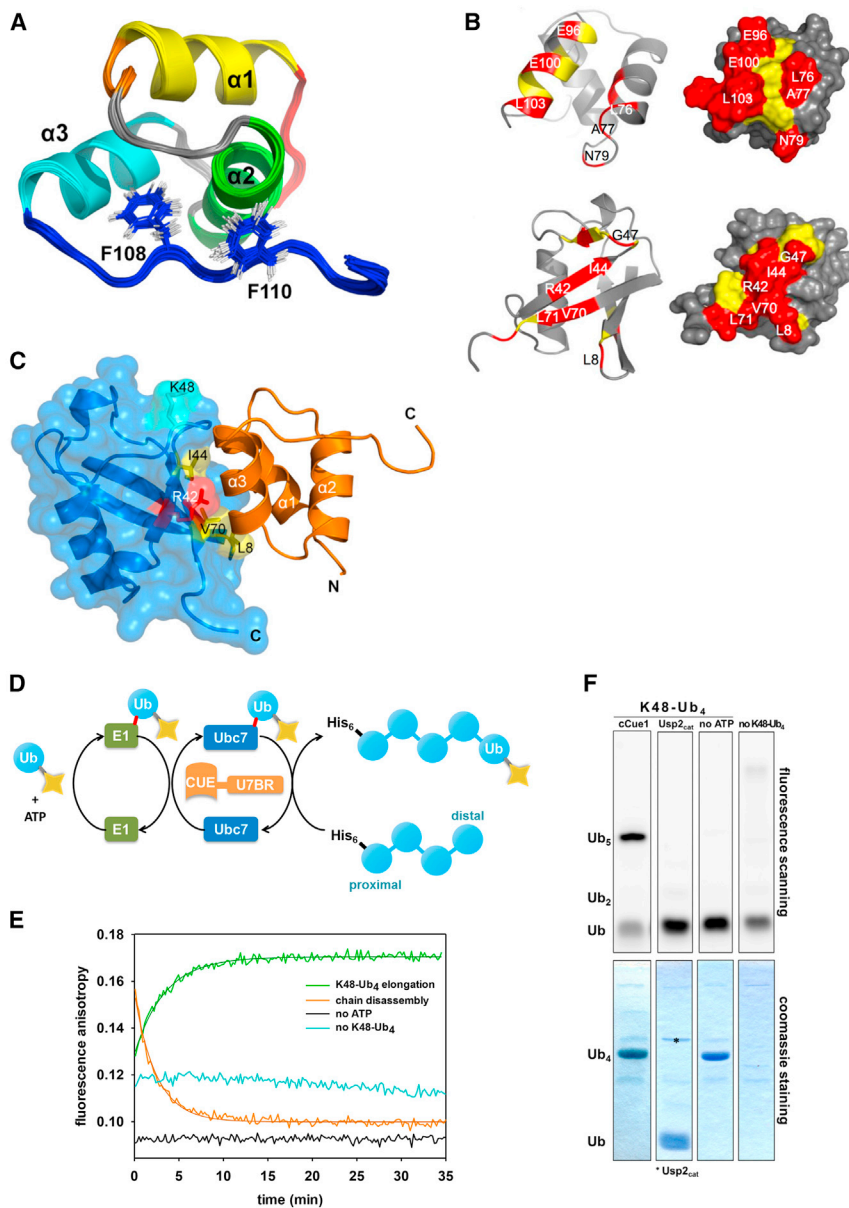 A
α1
α3
α2
F108
F110
B
E96
E100
L103
L76
A77
N79
E96
E100
L103
L76
A77
N79
G47
I44
R42
L71 V70
L8
G47
I44
R42
V70
L71
L8
C
K48
I44
R42
V70
L8
α3
α1
α2
C
N
C
D
Ub
+
ATP
Ub
E1
E1
Ub
Ubc7
CUE U7BR
Ubc7
His6
Ub
distal
His6
proximal
E
fluorescence anisotropy
0.18
0.16
0.14
0.12
0.10
K48-Ub4 elongation
chain disassembly
no ATP
no K48-Ub4
0 5 10 15 20 25 30 35
time (min)
F
K48-Ub4
cCue1 Usp2cat no ATP no K48-Ub4
Ub5
Ub2
Ub
fluorescence scanning
Ub4
*
Ub
coomassie staining
* Usp2cat